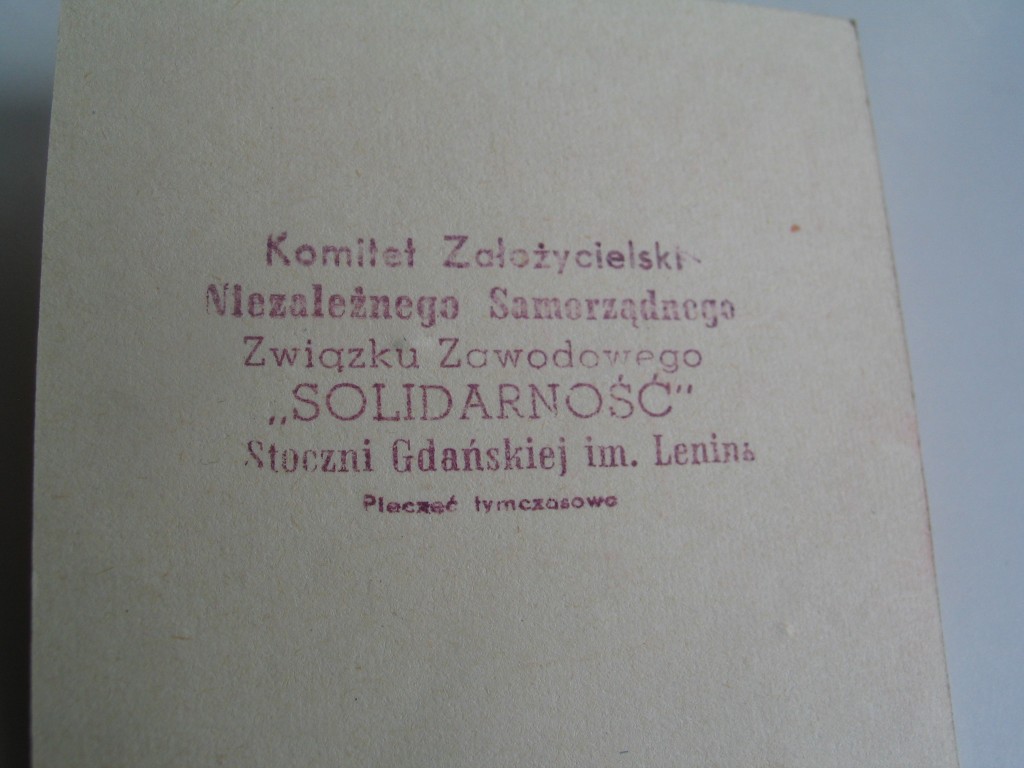 Komitet Założycielski
Niezależnego Samorządnego
Związku Zawodowego
„SOLIDARNOŚĆ"
Stoczni Gdańskiej im. Lenina
Pieczęć tymczasowa